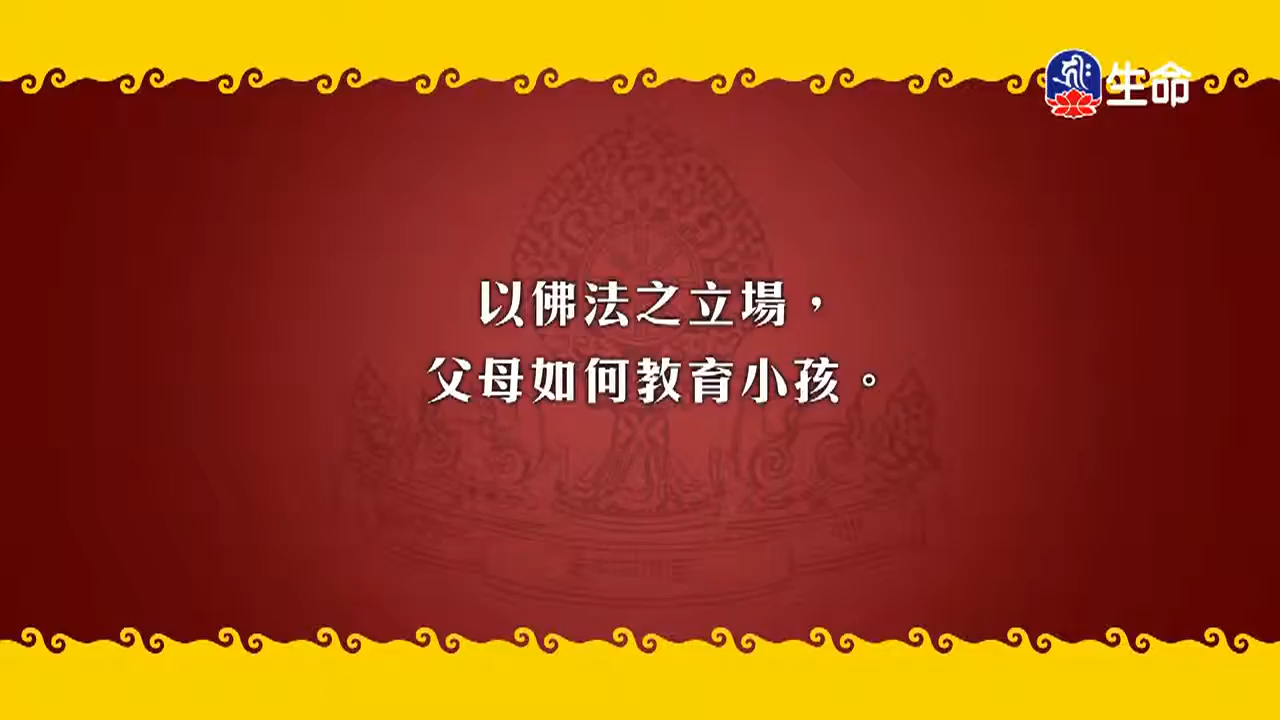 生命
以佛法之立場，
父母如何教育小孩。